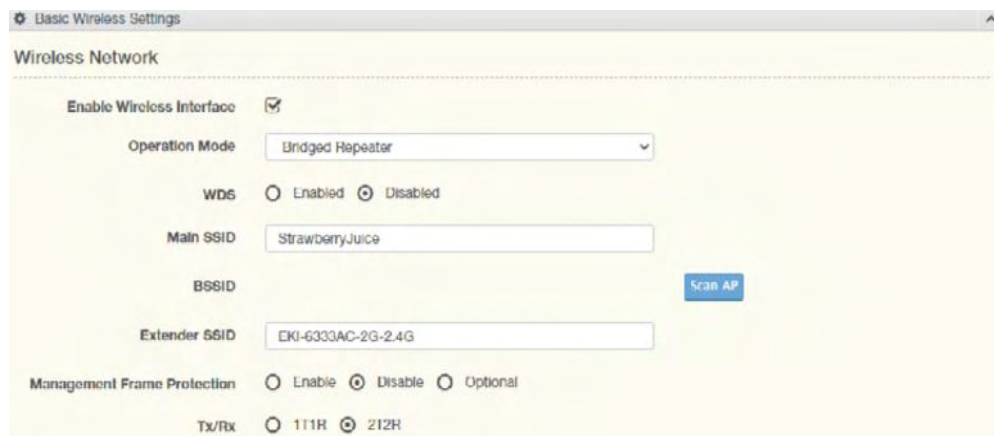 Basic Wireless Settings
Wireless Network
Enable Wireless Interface
Operation Mode Bridged Repeater
WDS Enabled Disabled
Main SSID StrawberryJuice
BSSID Scan AP
Extender SSID EKI-6333AC-2G-2.4G
Management Frame Protection Enable Disable Optional
Tx/Rx 1T1R 2T2R